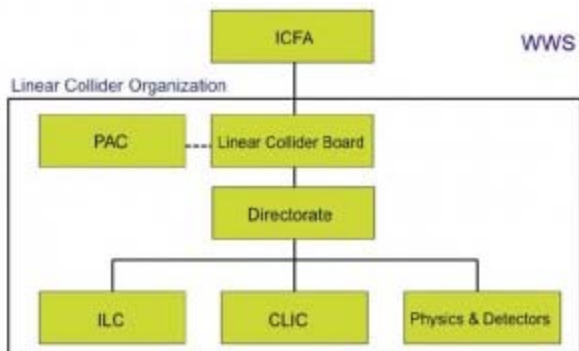 ICFA
WWS
Linear Collider Organization
PAC
Linear Collider Board
Directorate
ILC
CLIC
Physics & Detectors